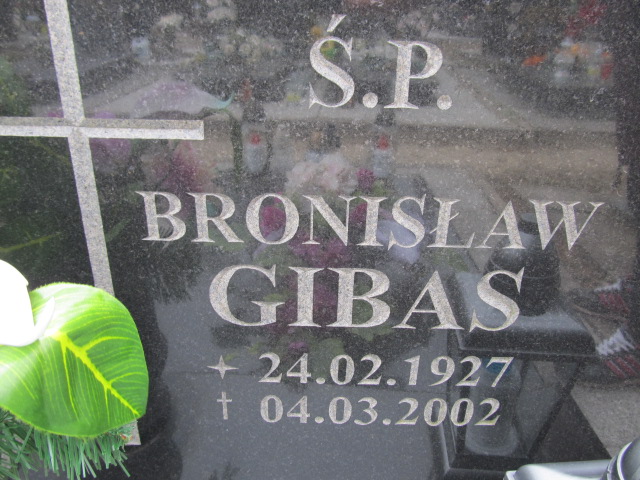 Ś.P.
BRONISŁAW
GIBAS
24.02.1927
† 04.03.2002